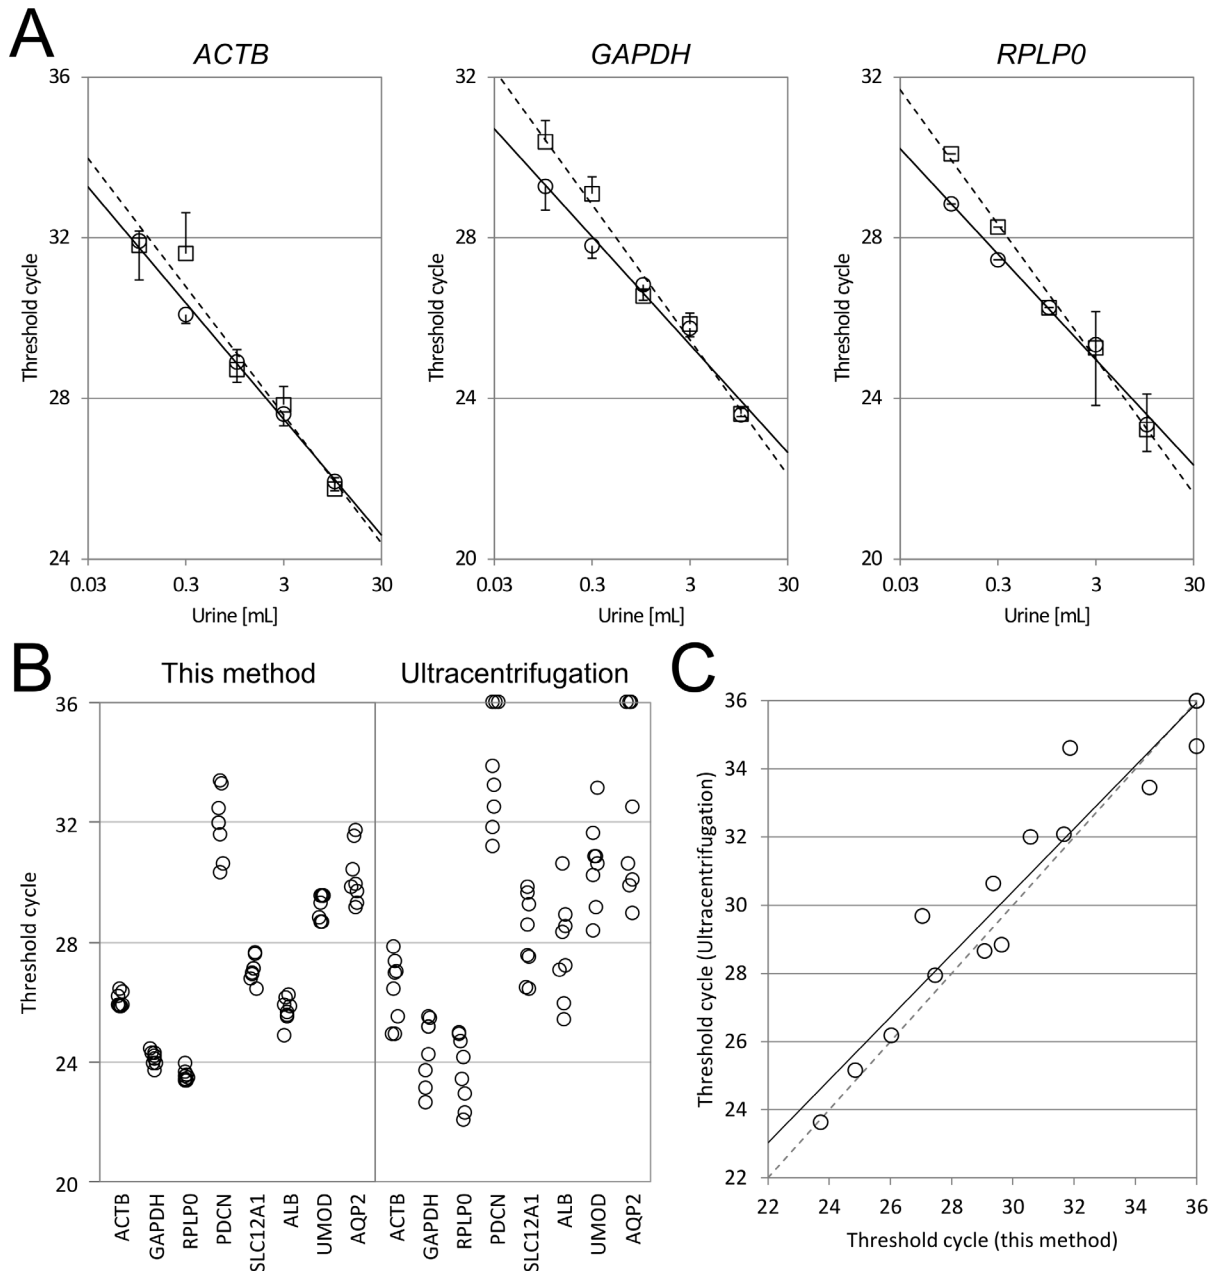 A
ACTB
GAPDH
RPLP0
36
32
28
24
Threshold cycle
0.03 0.3 3 30
Urine [mL]
32
28
24
20
Threshold cycle
0.03 0.3 3 30
Urine [mL]
32
28
24
20
Threshold cycle
0.03 0.3 3 30
Urine [mL]
B
This method
Ultracentrifugation
36
32
28
24
20
Threshold cycle
ACTB
GAPDH
RPLP0
PDCN
SLC12A1
ALB
UMOD
AQP2
ACTB
GAPDH
RPLP0
PDCN
SLC12A1
ALB
UMOD
AQP2
C
36
34
32
30
28
26
24
22
Threshold cycle (Ultracentrifugation)
22 24 26 28 30 32 34 36
Threshold cycle (this method)